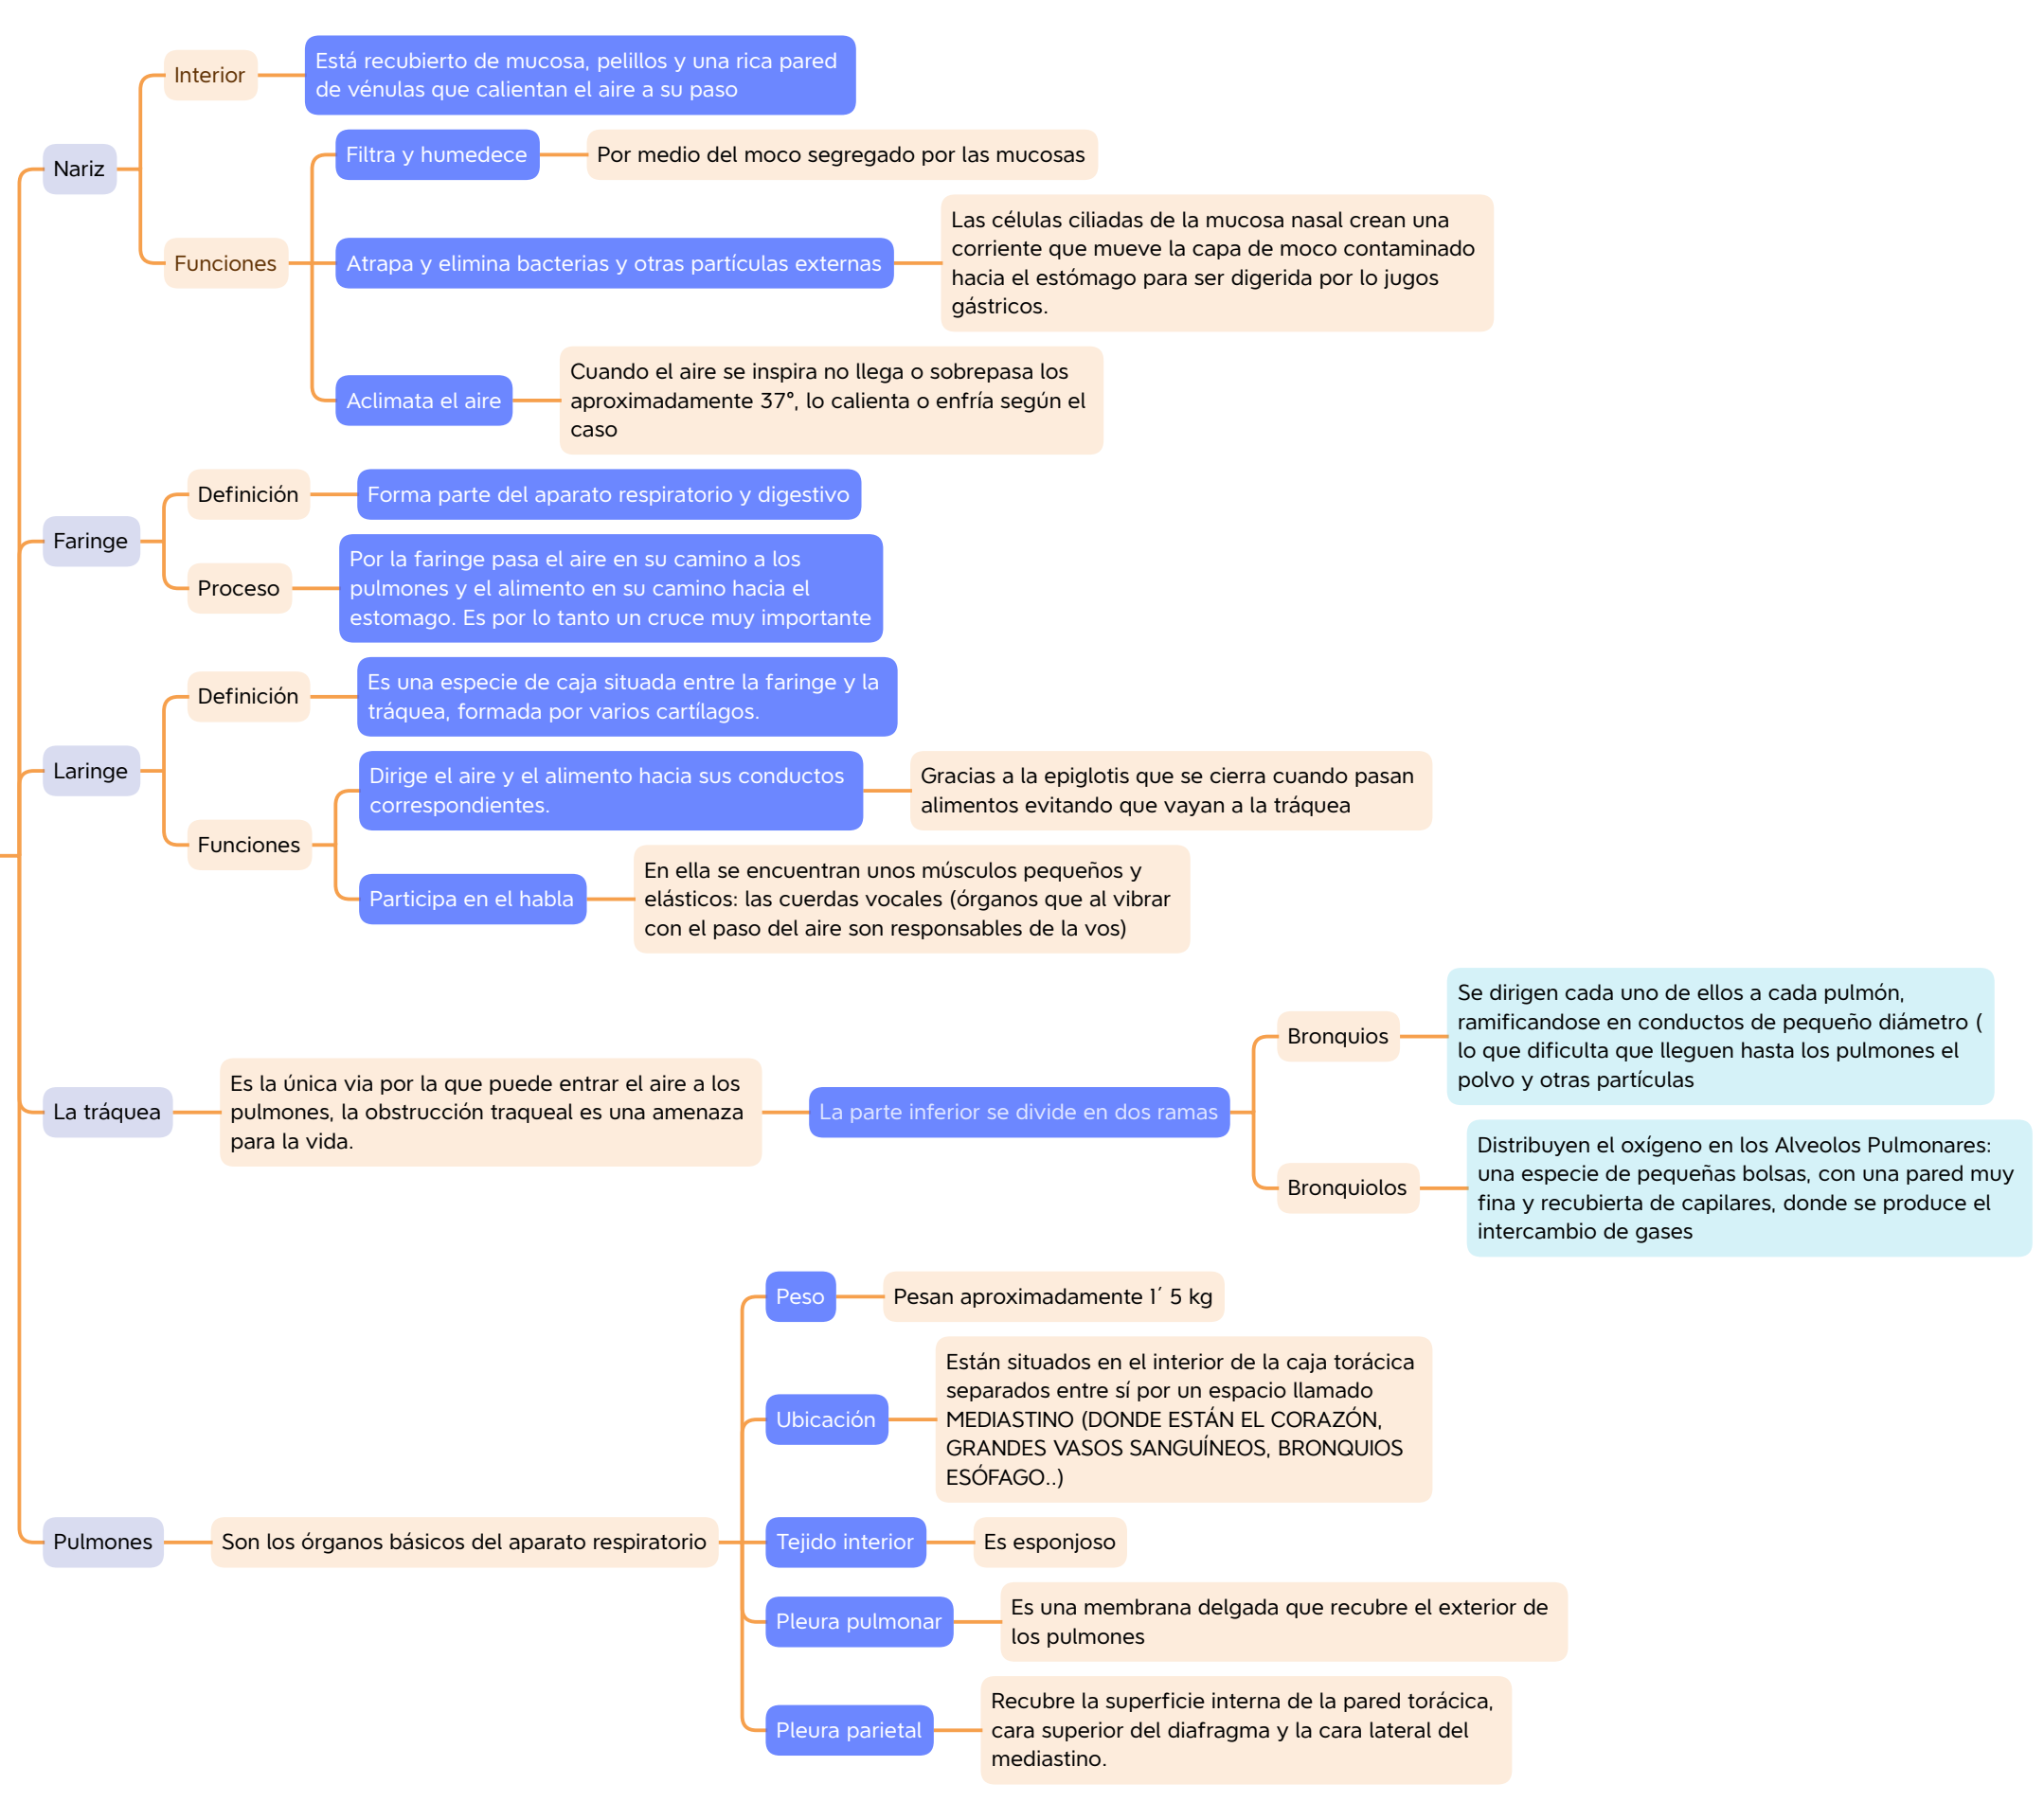 Interior
Está recubierto de mucosa, pelillos y una rica pared
de vénulas que calientan el aire a su paso
Nariz
Filtra y humedece
Por medio del moco segregado por las mucosas
Funciones
Atrapa y elimina bacterias y otras partículas externas
Las células ciliadas de la mucosa nasal crean una
corriente que mueve la capa de moco contaminado
hacia el estómago para ser digerida por lo jugos
gástricos.
Aclimata el aire
Cuando el aire se inspira no llega o sobrepasa los
aproximadamente 37°, lo calienta o enfría según el
caso
Faringe
Definición
Forma parte del aparato respiratorio y digestivo
Proceso
Por la faringe pasa el aire en su camino a los
pulmones y el alimento en su camino hacia el
estomago. Es por lo tanto un cruce muy importante
Laringe
Definición
Es una especie de caja situada entre la faringe y la
tráquea, formada por varios cartílagos.
Funciones
Dirige el aire y el alimento hacia sus conductos
correspondientes.
Gracias a la epiglotis que se cierra cuando pasan
alimentos evitando que vayan a la tráquea
Participa en el habla
En ella se encuentran unos músculos pequeños y
elásticos: las cuerdas vocales (órganos que al vibrar
con el paso del aire son responsables de la vos)
La tráquea
Es la única via por la que puede entrar el aire a los
pulmones, la obstrucción traqueal es una amenaza
para la vida.
La parte inferior se divide en dos ramas
Bronquios
Se dirigen cada uno de ellos a cada pulmón,
ramificandose en conductos de pequeño diámetro (
lo que dificulta que lleguen hasta los pulmones el
polvo y otras partículas
Bronquiolos
Distribuyen el oxígeno en los Alveolos Pulmonares:
una especie de pequeñas bolsas, con una pared muy
fina y recubierta de capilares, donde se produce el
intercambio de gases
Pulmones
Son los órganos básicos del aparato respiratorio
Peso
Pesan aproximadamente 1´ 5 kg
Ubicación
Están situados en el interior de la caja torácica
separados entre sí por un espacio llamado
MEDIASTINO (DONDE ESTÁN EL CORAZÓN,
GRANDES VASOS SANGUÍNEOS, BRONQUIOS
ESÓFAGO..)
Tejido interior
Es esponjoso
Pleura pulmonar
Es una membrana delgada que recubre el exterior de
los pulmones
Pleura parietal
Recubre la superficie interna de la pared torácica,
cara superior del diafragma y la cara lateral del
mediastino.